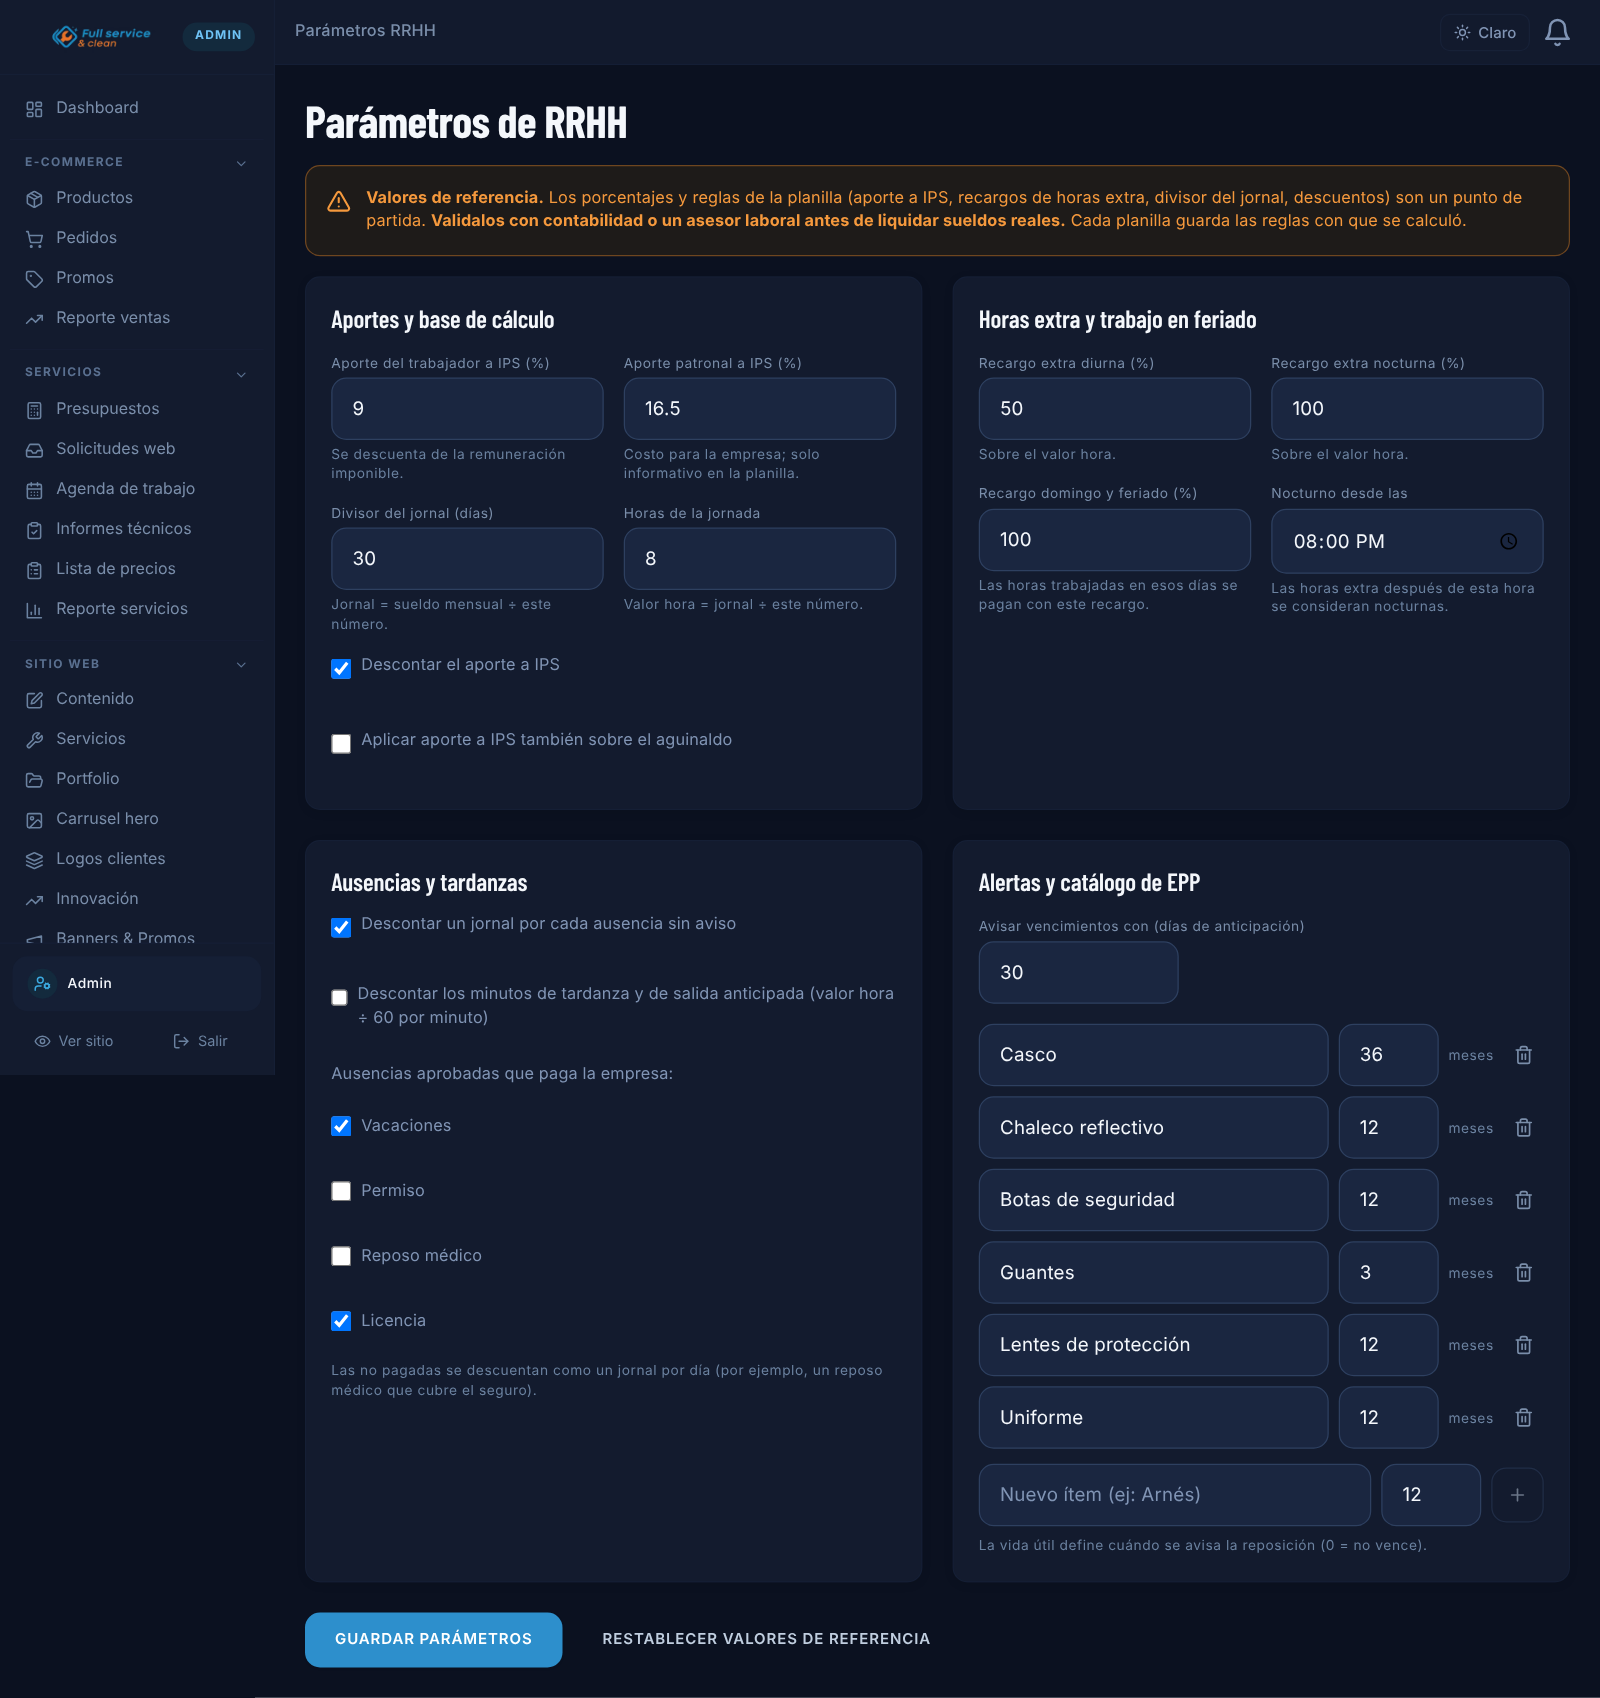 Full service
& clean
ADMIN
Parámetros RRHH
Claro
Dashboard
E-COMMERCE
Productos
Pedidos
Promos
Reporte ventas
SERVICIOS
Presupuestos
Solicitudes web
Agenda de trabajo
Informes técnicos
Lista de precios
Reporte servicios
SITIO WEB
Contenido
Servicios
Portfolio
Carrusel hero
Logos clientes
Innovación
Banners & Promos
Admin
Ver sitio
Salir
Parámetros de RRHH
Valores de referencia. Los porcentajes y reglas de la planilla (aporte a IPS, recargos de horas extra, divisor del jornal, descuentos) son un punto de
partida. Validalos con contabilidad o un asesor laboral antes de liquidar sueldos reales. Cada planilla guarda las reglas con que se calculó.
Aportes y base de cálculo
Aporte del trabajador a IPS (%)
9
Se descuenta de la remuneración
imponible.
Aporte patronal a IPS (%)
16.5
Costo para la empresa; solo
informativo en la planilla.
Divisor del jornal (días)
30
Jornal = sueldo mensual ÷ este
número.
Horas de la jornada
8
Valor hora = jornal ÷ este número.
Descontar el aporte a IPS
Aplicar aporte a IPS también sobre el aguinaldo
Horas extra y trabajo en feriado
Recargo extra diurna (%)
50
Sobre el valor hora.
Recargo extra nocturna (%)
100
Sobre el valor hora.
Recargo domingo y feriado (%)
100
Las horas trabajadas en esos días se
pagan con este recargo.
Nocturno desde las
08:00 PM
Las horas extra después de esta hora
se consideran nocturnas.
Ausencias y tardanzas
Descontar un jornal por cada ausencia sin aviso
Descontar los minutos de tardanza y de salida anticipada (valor hora
÷ 60 por minuto)
Ausencias aprobadas que paga la empresa:
Vacaciones
Permiso
Reposo médico
Licencia
Las no pagadas se descuentan como un jornal por día (por ejemplo, un reposo
médico que cubre el seguro).
Alertas y catálogo de EPP
Avisar vencimientos con (días de anticipación)
30
Casco 36 meses
Chaleco reflectivo 12 meses
Botas de seguridad 12 meses
Guantes 3 meses
Lentes de protección 12 meses
Uniforme 12 meses
Nuevo ítem (ej: Arnés) 12 +
La vida útil define cuándo se avisa la reposición (0 = no vence).
GUARDAR PARÁMETROS
RESTABLECER VALORES DE REFERENCIA